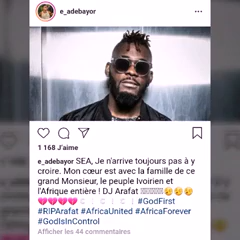 e_adebayor
1 168 J'aime
e_adebayor SEA, Je n'arrive toujours pas à y
croire. Mon cœur est avec la famille de ce
grand Monsieur, le peuple Ivoirien et
l'Afrique entière ! DJ Arafat
#GodFirst
#RIPArafat #AfricaUnited #AfricaForever
#GodIsInControl
Afficher les 44 commentaires